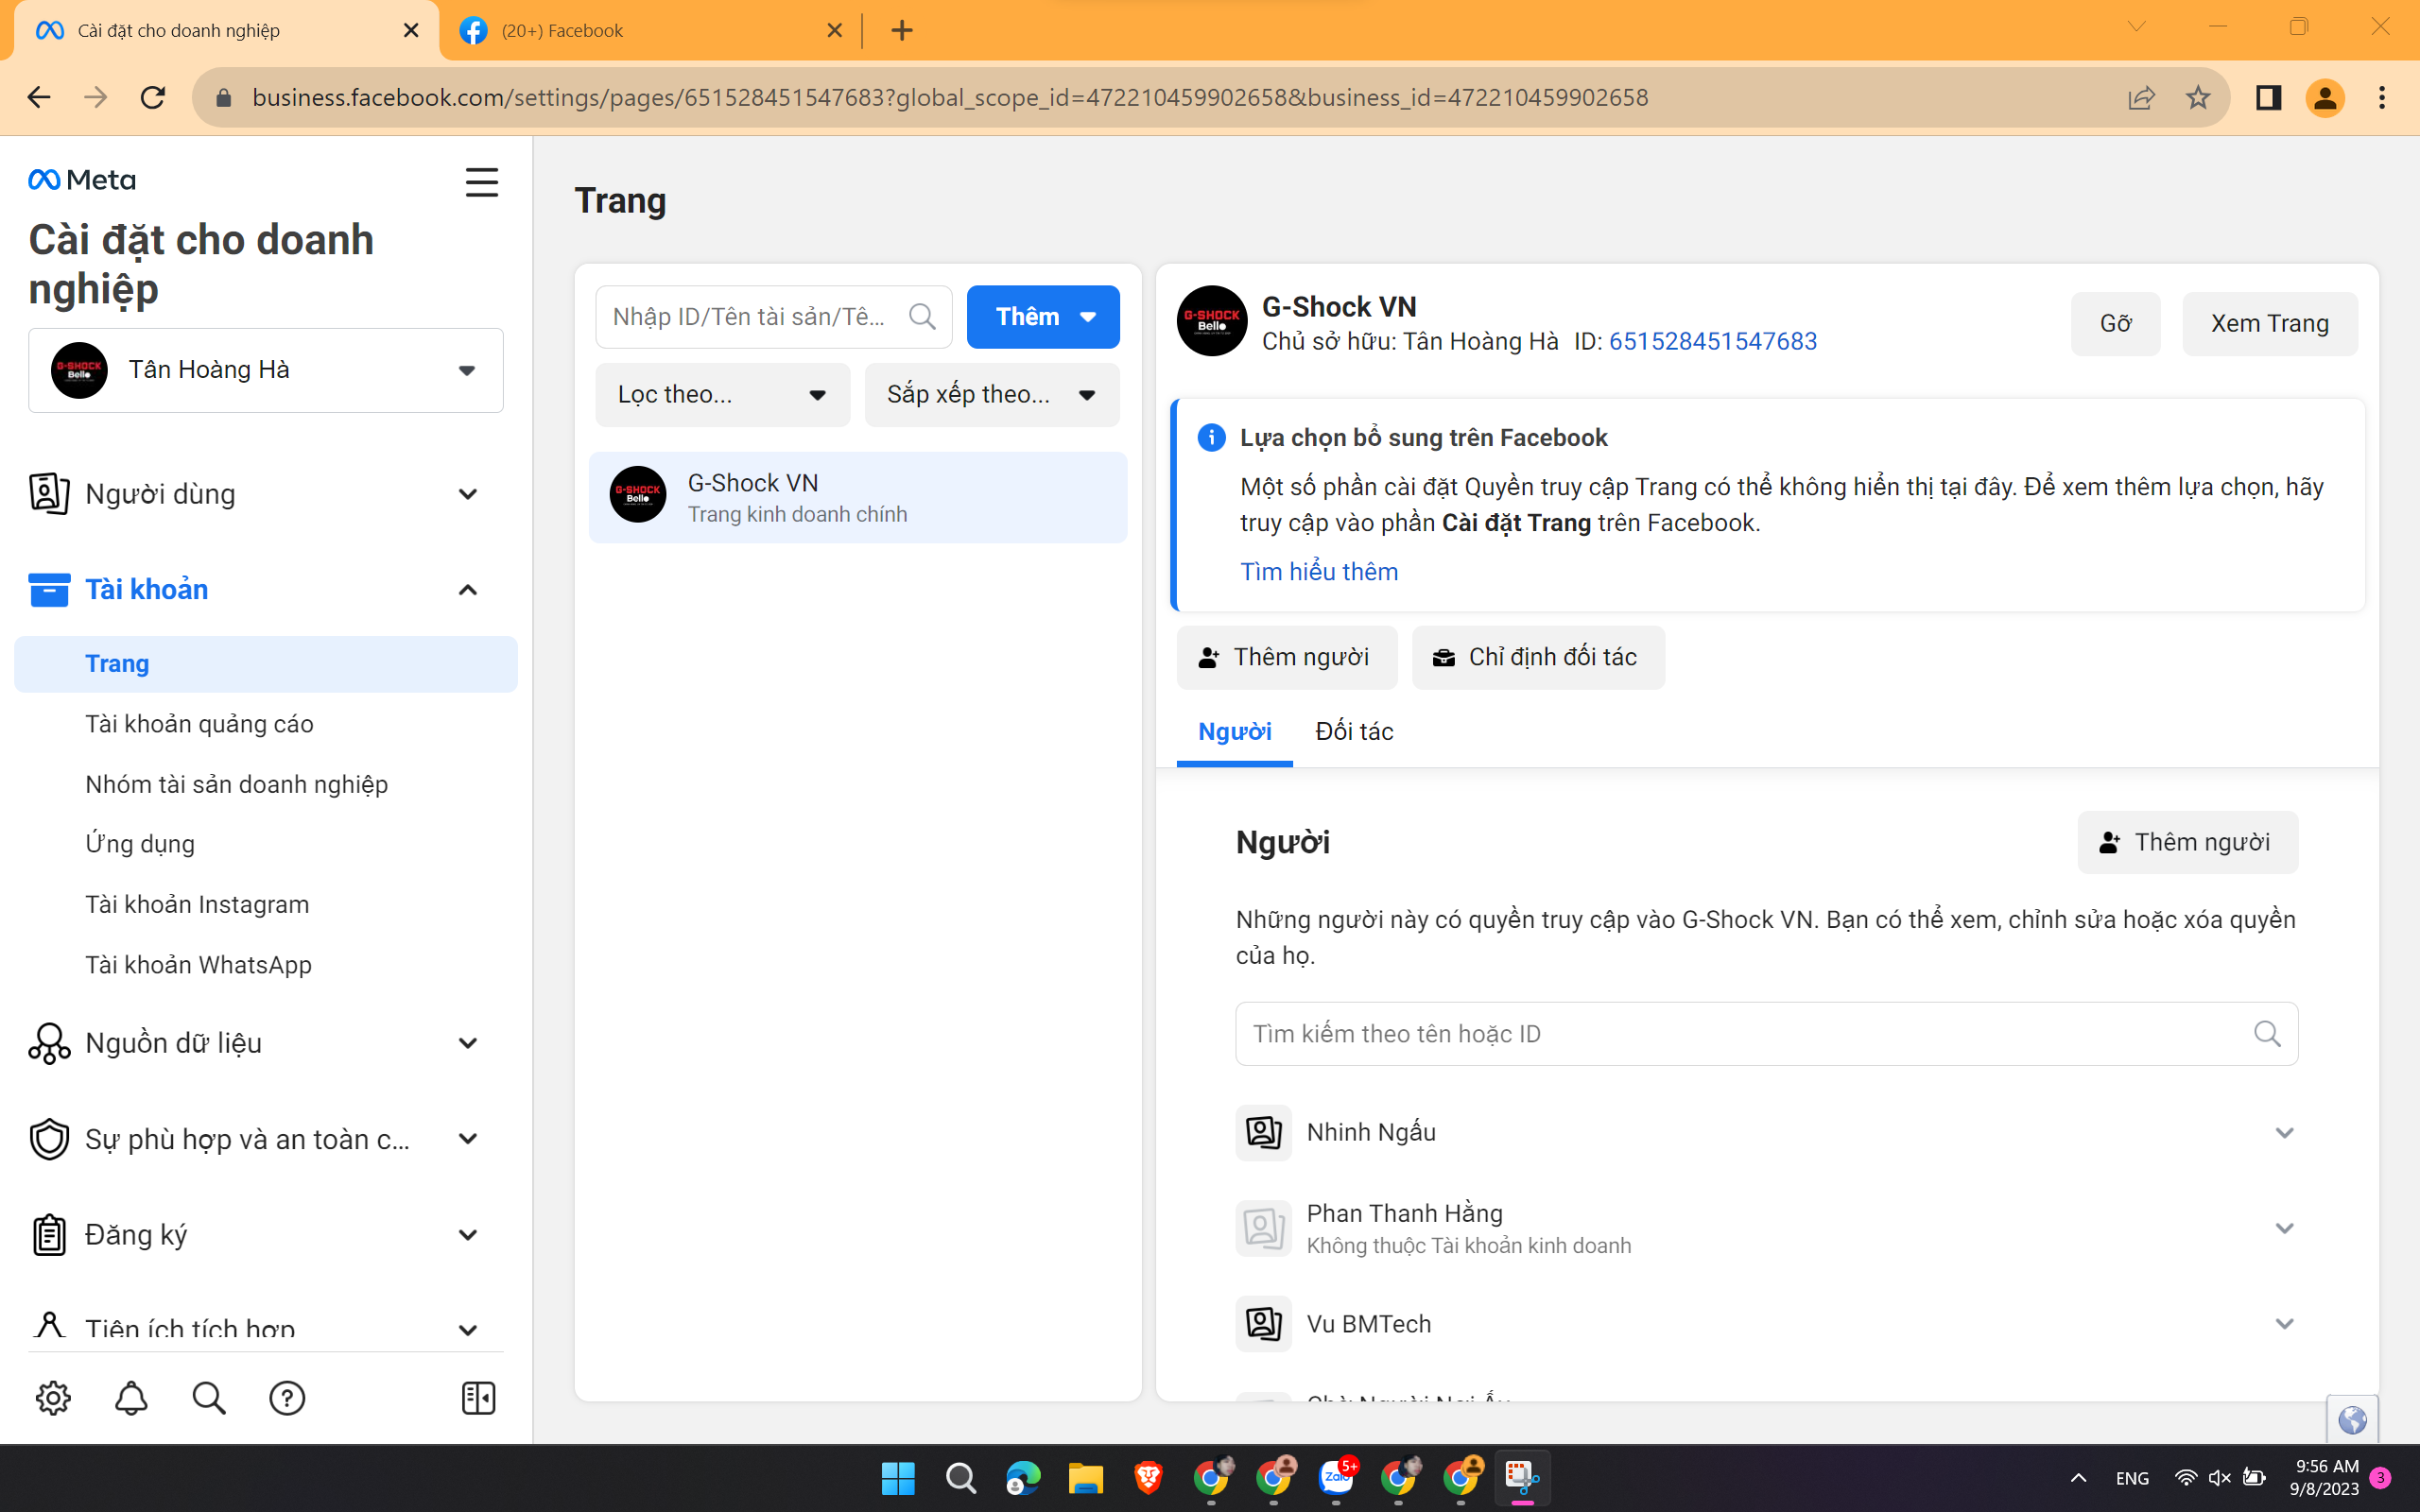 Cài đặt cho doanh nghiệp
(20+) Facebook
business.facebook.com/settings/pages/651528451547683?global_scope_id=472210459902658&business_id=472210459902658
Meta
Cài đặt cho doanh
nghiệp
G-SHOCK
Bello
Tân Hoàng Hà
Người dùng
Tài khoản
Trang
Tài khoản quảng cáo
Nhóm tài sản doanh nghiệp
Ứng dụng
Tài khoản Instagram
Tài khoản WhatsApp
Nguồn dữ liệu
Sự phù hợp và an toàn c...
Đăng ký
Tiện ích tích hợp
Trang
Nhập ID/Tên tài sản/Tê...
Thêm
Lọc theo...
Sắp xếp theo...
G-SHOCK
Bello
G-Shock VN
Trang kinh doanh chính
G-SHOCK
Bello
G-Shock VN
Chủ sở hữu: Tân Hoàng Hà ID: 651528451547683
Gỡ
Xem Trang
Lựa chọn bổ sung trên Facebook
Một số phần cài đặt Quyền truy cập Trang có thể không hiển thị tại đây. Để xem thêm lựa chọn, hãy
truy cập vào phần Cài đặt Trang trên Facebook.
Tìm hiểu thêm
Thêm người
Chỉ định đối tác
Người
Đối tác
Người
Thêm người
Những người này có quyền truy cập vào G-Shock VN. Bạn có thể xem, chỉnh sửa hoặc xóa quyền
của họ.
Tìm kiếm theo tên hoặc ID
Nhinh Ngấu
Phan Thanh Hằng
Không thuộc Tài khoản kinh doanh
Vu BMTech
Zalo
5+
ENG
9:56 AM
9/8/2023
3